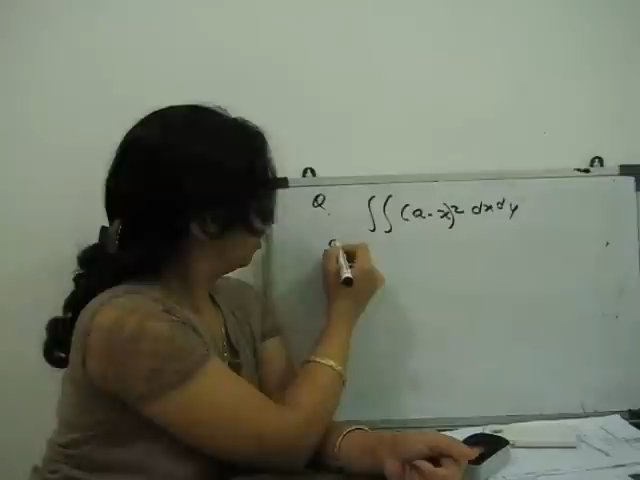 Q. ∫∫ (a-x)² dx dy